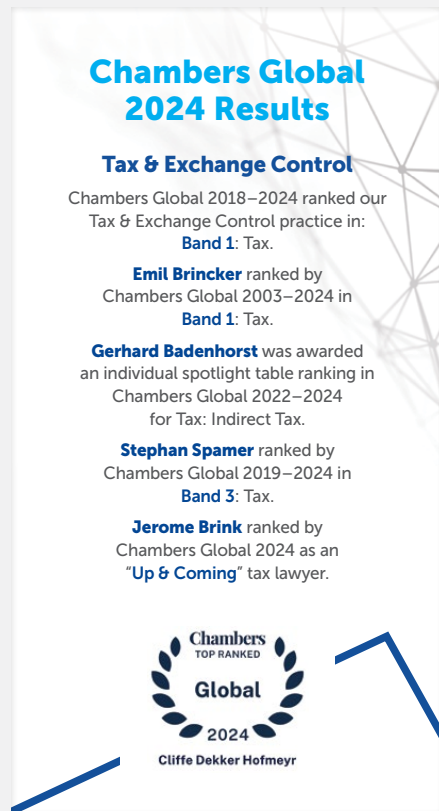 Chambers Global
2024 Results
Tax & Exchange Control
Chambers Global 2018–2024 ranked our
Tax & Exchange Control practice in:
Band 1: Tax.
Emil Brincker ranked by
Chambers Global 2003–2024 in
Band 1: Tax.
Gerhard Badenhorst was awarded
an individual spotlight table ranking in
Chambers Global 2022–2024
for Tax: Indirect Tax.
Stephan Spamer ranked by
Chambers Global 2019–2024 in
Band 3: Tax.
Jerome Brink ranked by
Chambers Global 2024 as an
“Up & Coming” tax lawyer.
Chambers
TOP RANKED
Global
2024
Cliffe Dekker Hofmeyr